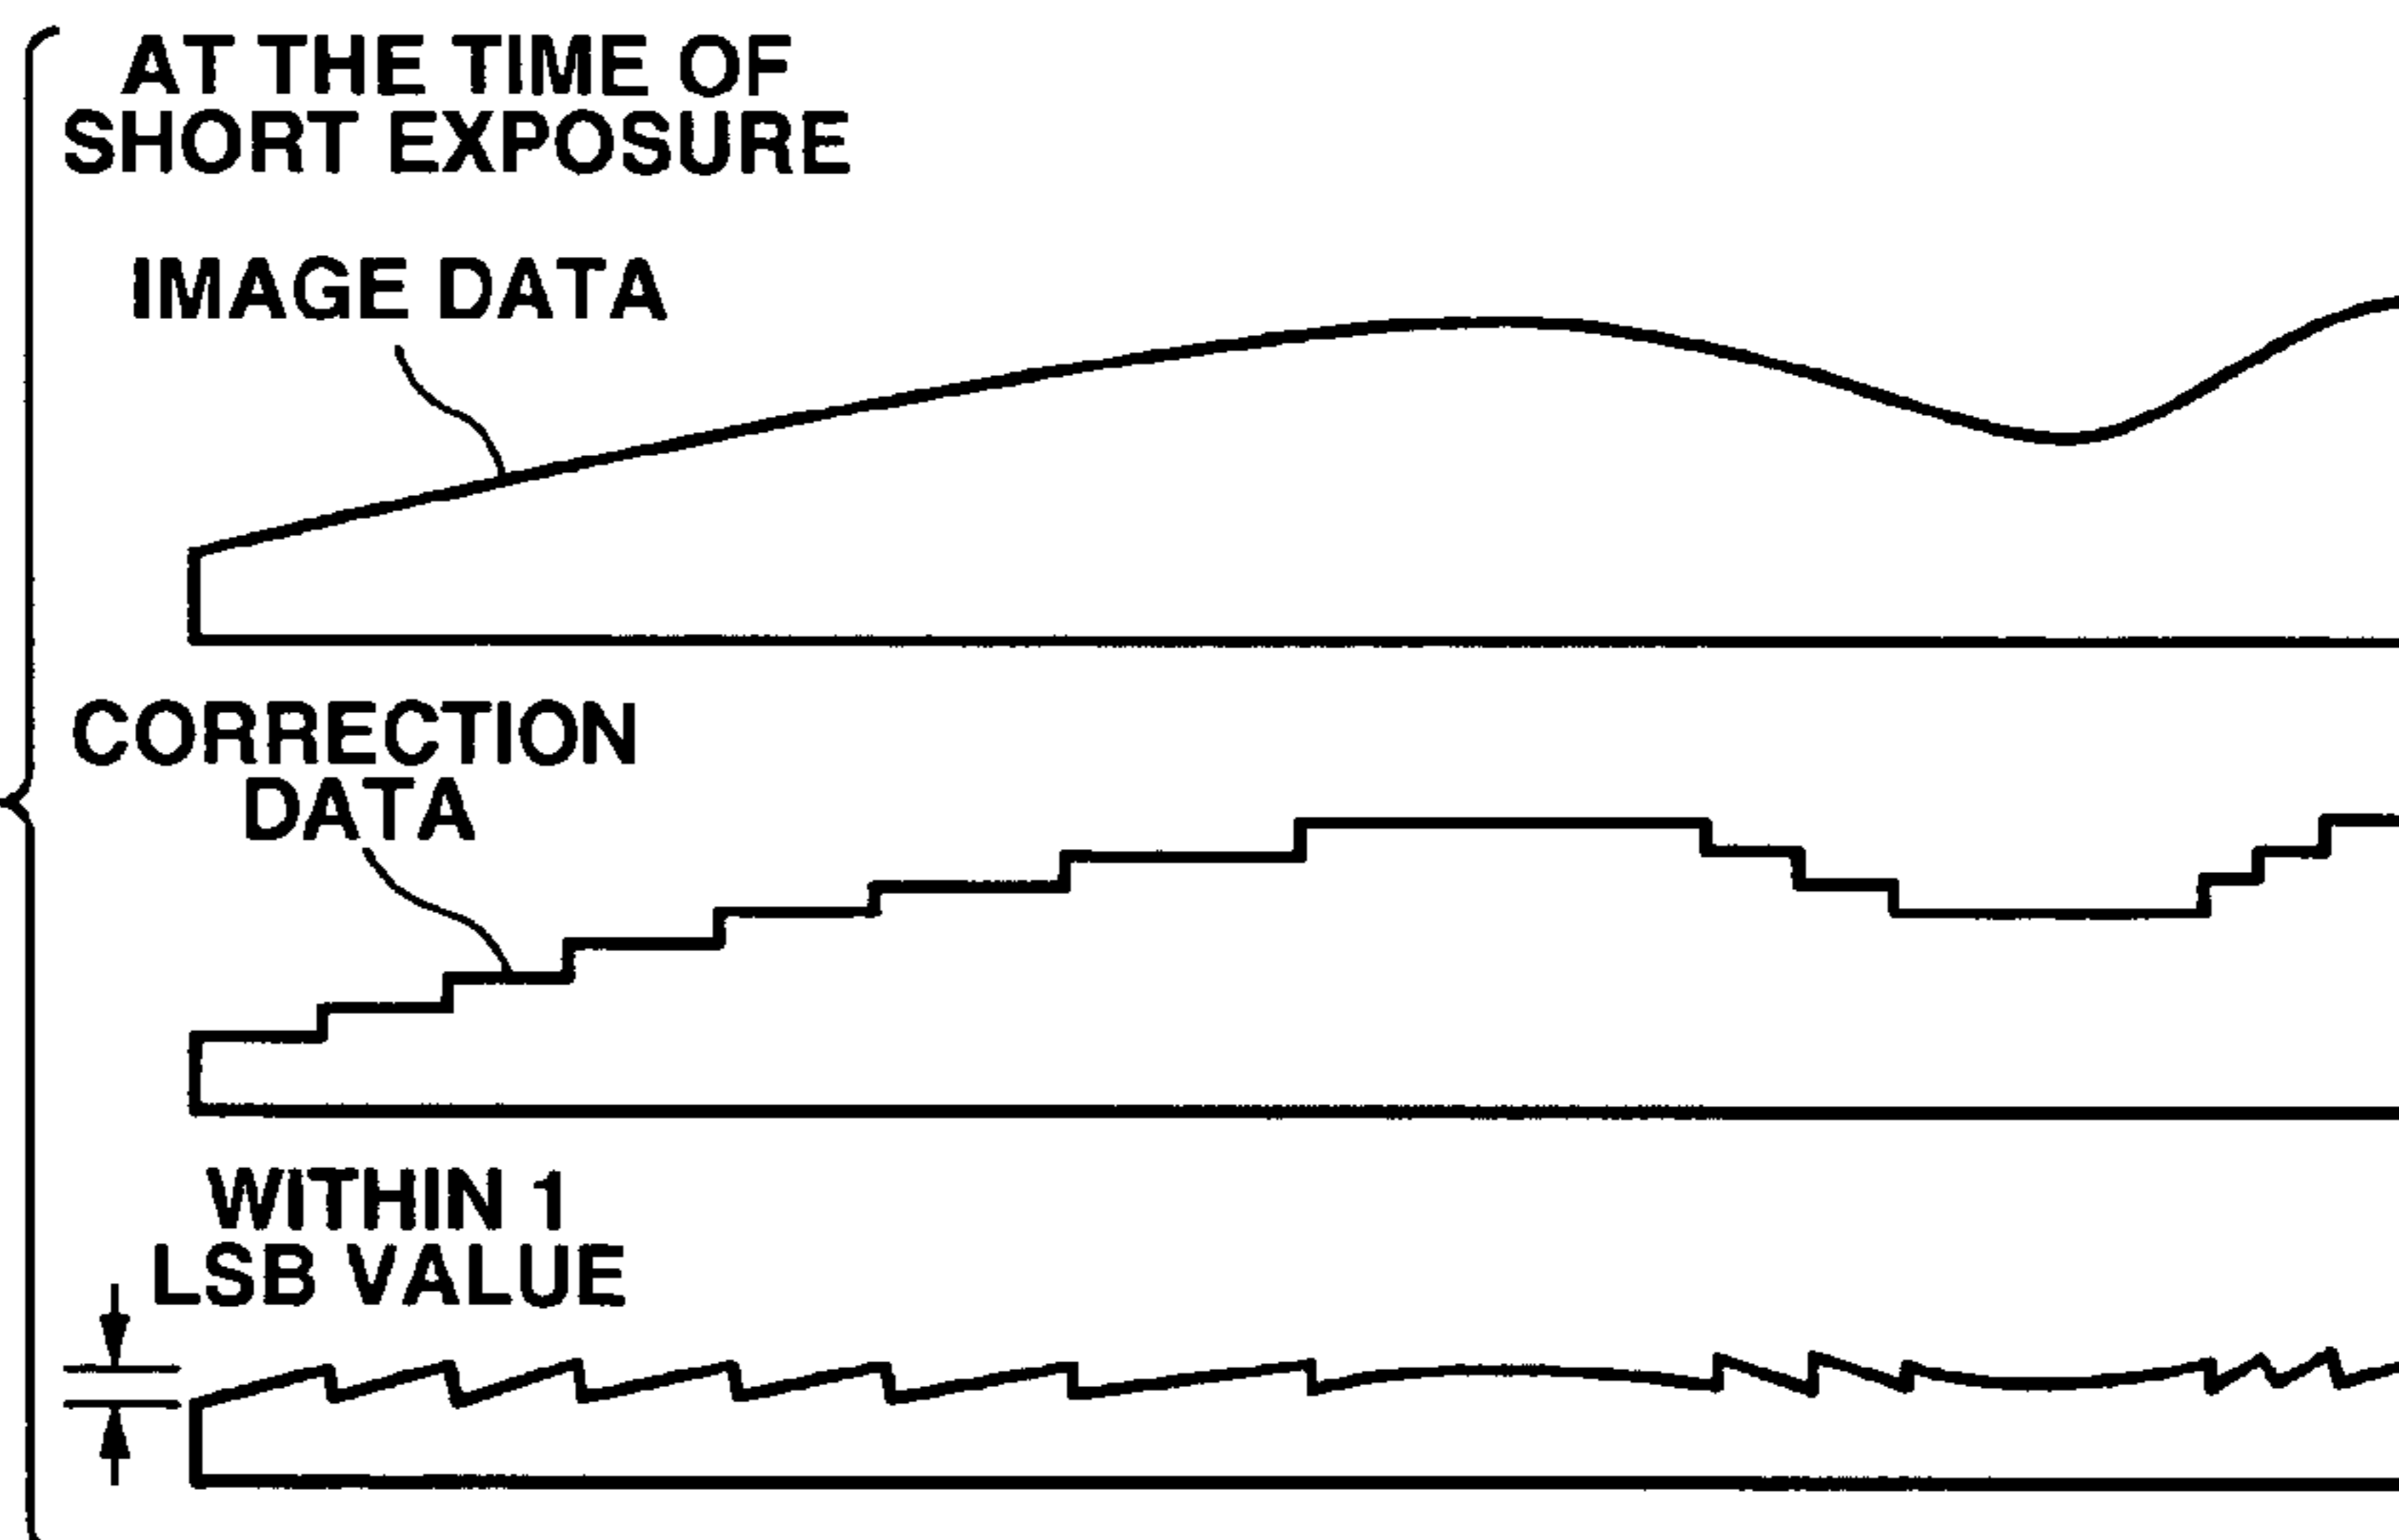 AT THE TIME OF
SHORT EXPOSURE
IMAGE DATA
CORRECTION
DATA
WITHIN 1
LSB VALUE